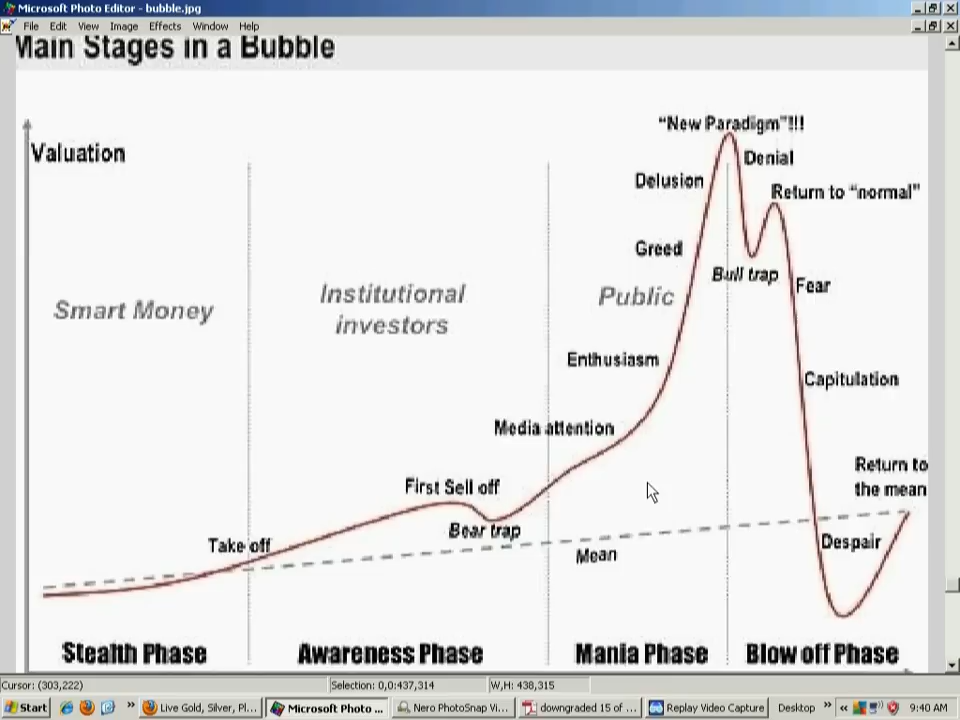 Microsoft Photo Editor - bubble.jpg
File Edit View Image Effects Window Help
Main Stages in a Bubble
"New Paradigm"!!!
Valuation
Denial
Delusion
Return to "normal"
Greed
Bull trap
Fear
Smart Money
Institutional
investors
Public
Enthusiasm
Capitulation
Media attention
Return to
the mean
First Sell off
Bear trap
Take off
Mean
Despair
Stealth Phase
Awareness Phase
Mania Phase
Blow off Phase
Cursor: (303,222)
Selection: 0,0:437,314
W,H: 438,315
Start
Live Gold, Silver, Pl...
Microsoft Photo ...
Nero PhotoSnap Vi...
downgraded 15 of ...
Replay Video Capture
Desktop
9:40 AM